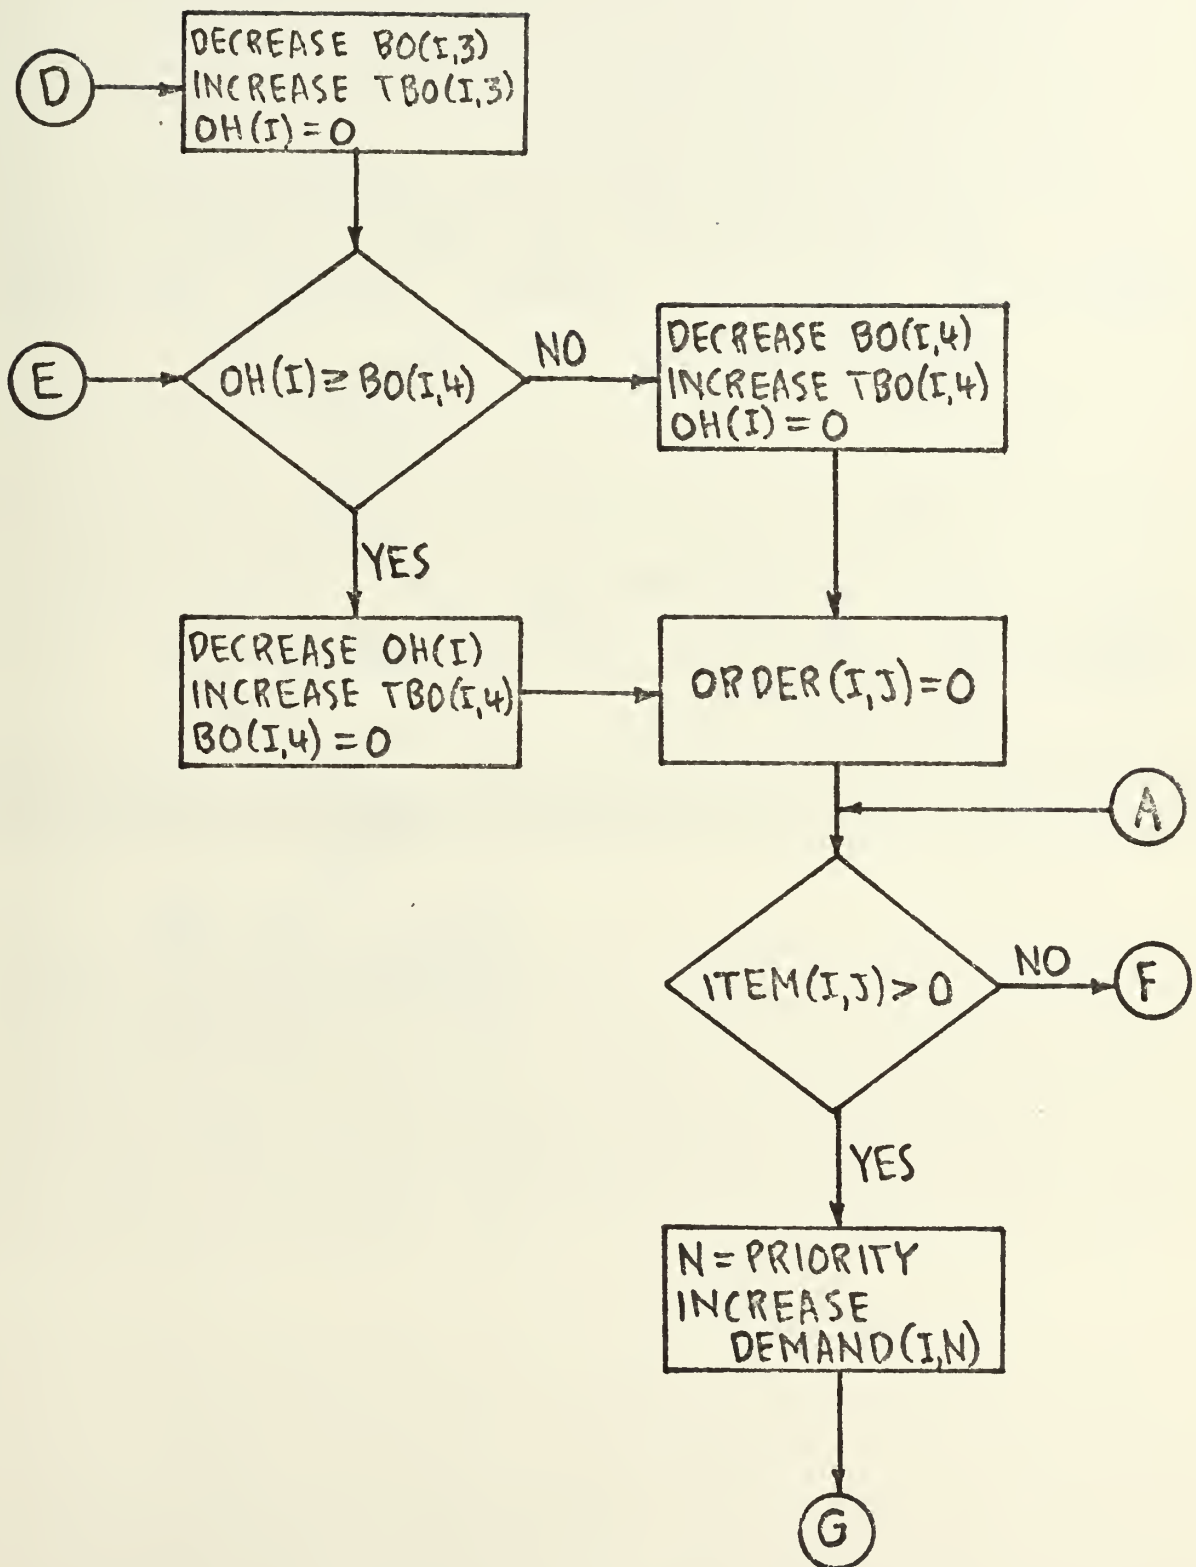 D
DECREASE BO(I,3)
INCREASE TBO(I,3)
OH(I)=0
E
OH(I)≥BO(I,4)
NO
DECREASE BO(I,4)
INCREASE TBO(I,4)
OH(I)=0
YES
DECREASE OH(I)
INCREASE TBO(I,4)
BO(I,4)=0
ORDER(I,J)=0
A
ITEM(I,J)>0
NO
F
YES
N=PRIORITY
INCREASE
DEMAND(I,N)
G